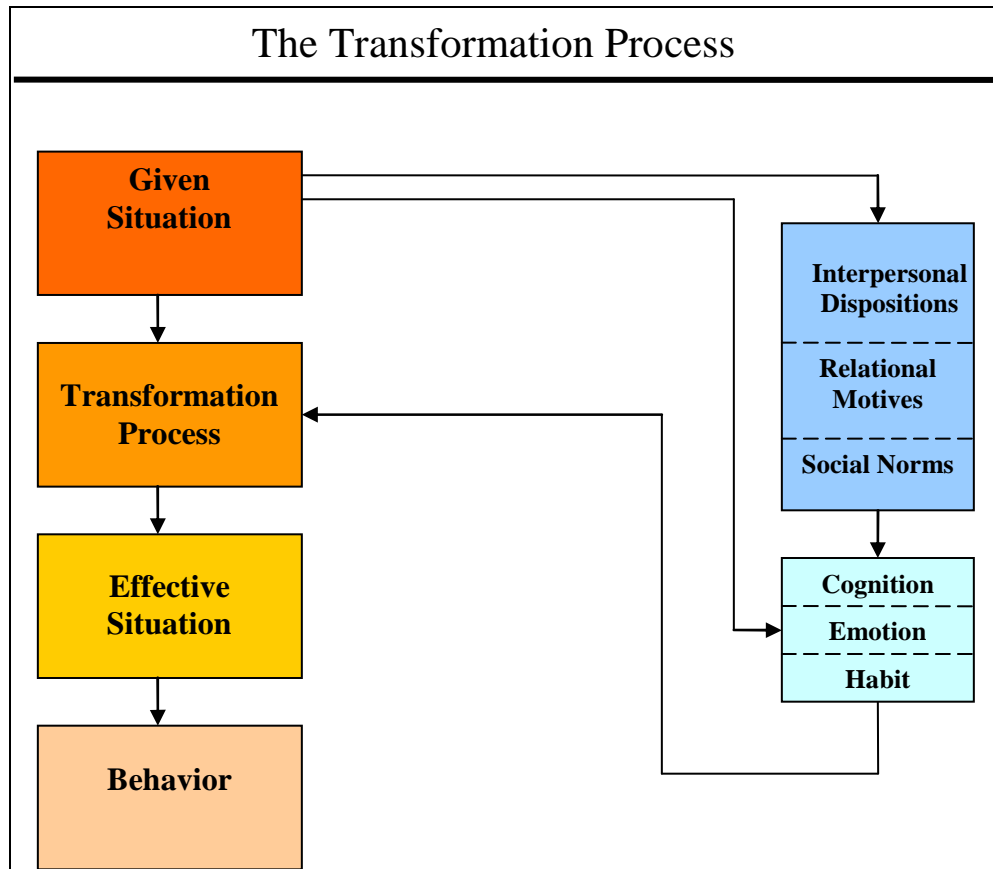 The Transformation Process
Given
Situation
Transformation
Process
Effective
Situation
Behavior
Interpersonal
Dispositions
Relational
Motives
Social Norms
Cognition
Emotion
Habit